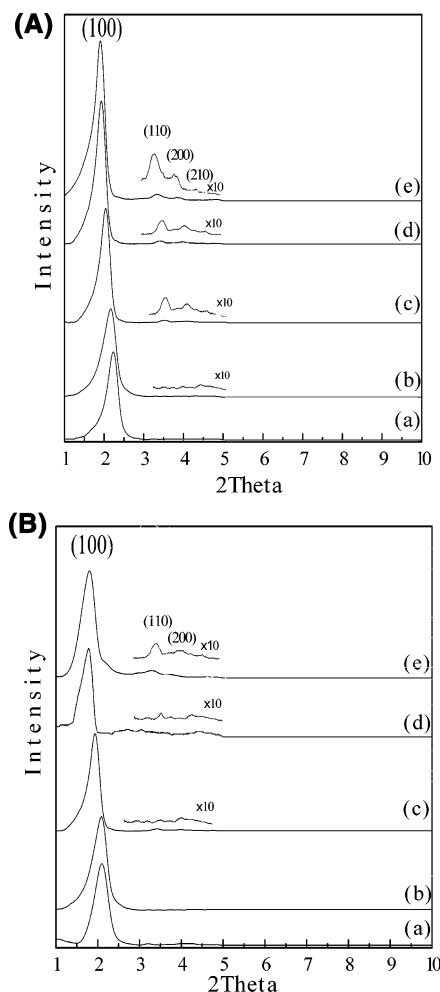 (A)
(100)
(110)
(200)
(210)
x10
(e)
x10
(d)
x10
(c)
x10
(b)
(a)
Intensity
1 2 3 4 5 6 7 8 9 10
2Theta
(B)
(100)
(110)
(200)
x10
(e)
x10
(d)
x10
(c)
(b)
(a)
Intensity
1 2 3 4 5 6 7 8 9 10
2Theta